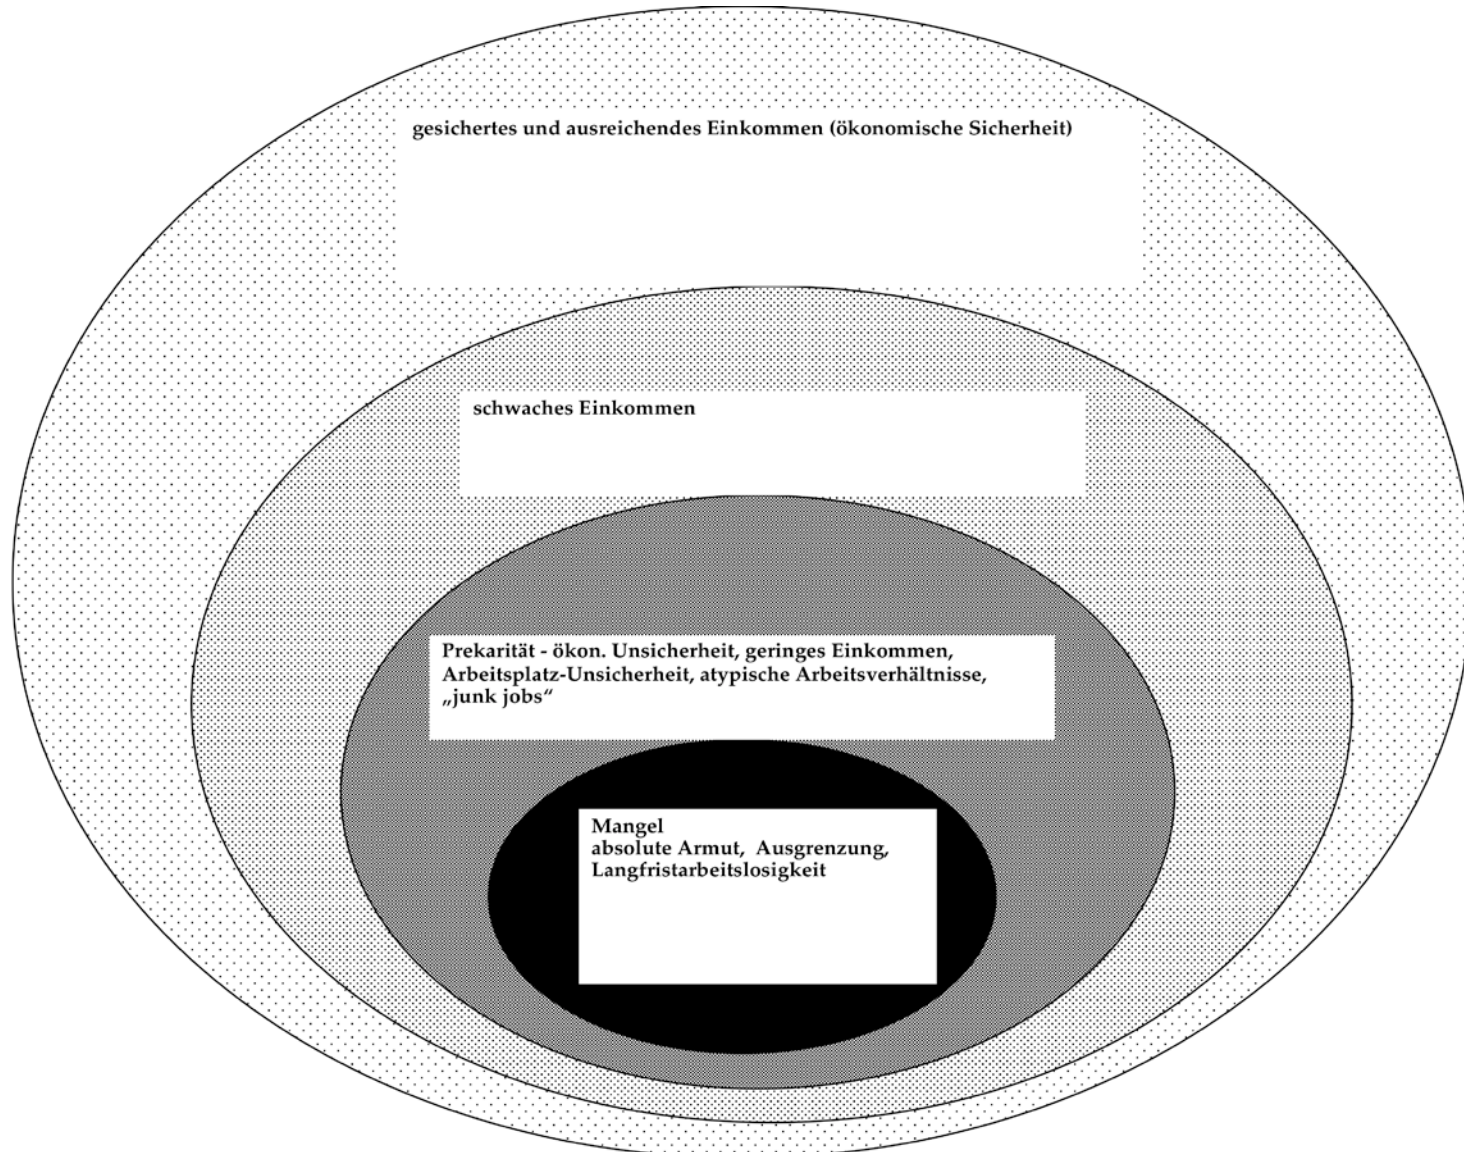 gesichertes und ausreichendes Einkommen (ökonomische Sicherheit)
schwaches Einkommen
Prekarität - ökon. Unsicherheit, geringes Einkommen,
Arbeitsplatz-Unsicherheit, atypische Arbeitsverhältnisse,
„junk jobs“
Mangel
absolute Armut,  Ausgrenzung,
Langfristarbeitslosigkeit